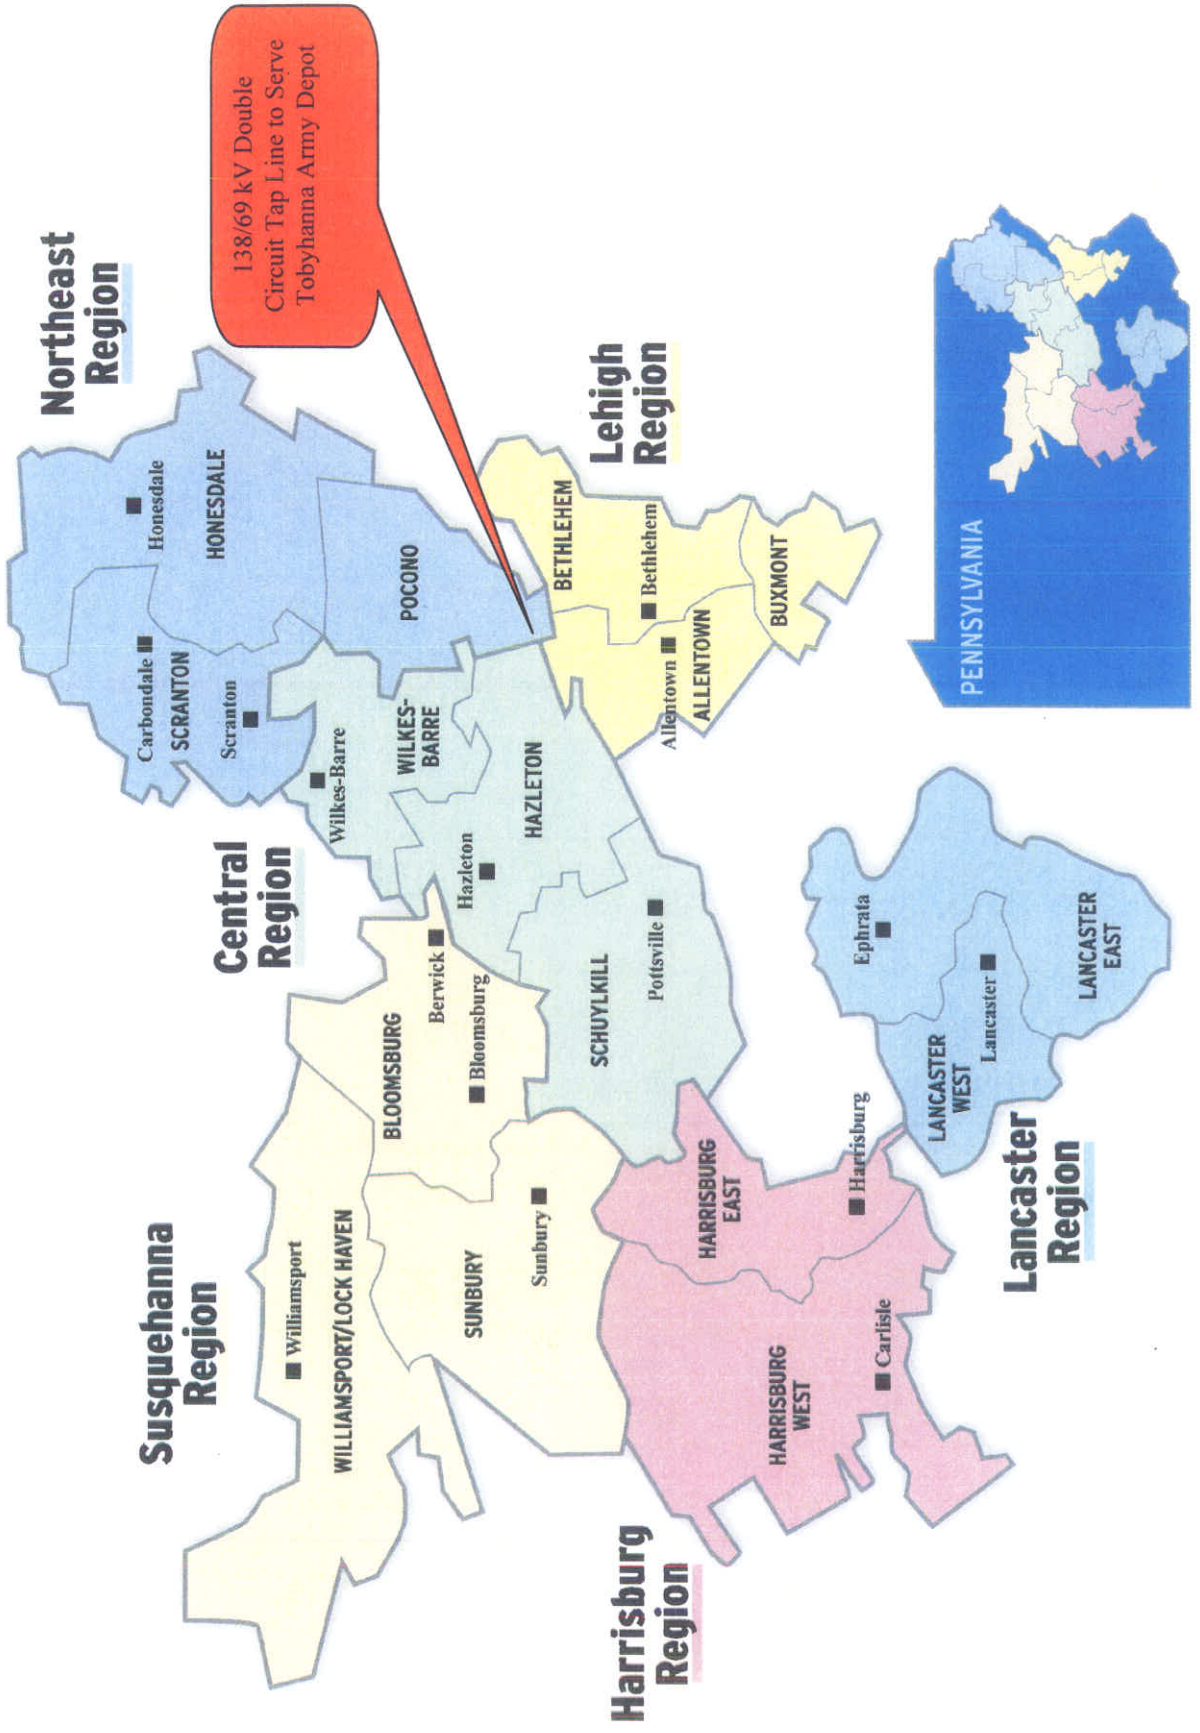 Susquehanna
Region
Central
Region
Northeast
Region
138/69 kV Double
Circuit Tap Line to Serve
Tobyhanna Army Depot
Carbondale
SCRANTON
Scranton
Honesdale
HONESDALE
Williamsport
WILLIAMSPORT/LOCK HAVEN
Wilkes-Barre
WILKES-
BARRE
POCONO
BLOOMSBURG
Berwick
Bloomsburg
Hazleton
HAZLETON
SUNBURY
Sunbury
SCHUYLKILL
Pottsville
BETHLEHEM
Bethlehem
Allentown
ALLENTOWN
BUXMONT
Lehigh
Region
Harrisburg
Region
HARRISBURG
EAST
HARRISBURG
WEST
Harrisburg
Carlisle
Ephrata
LANCASTER
WEST
Lancaster
LANCASTER
EAST
Lancaster
Region
PENNSYLVANIA